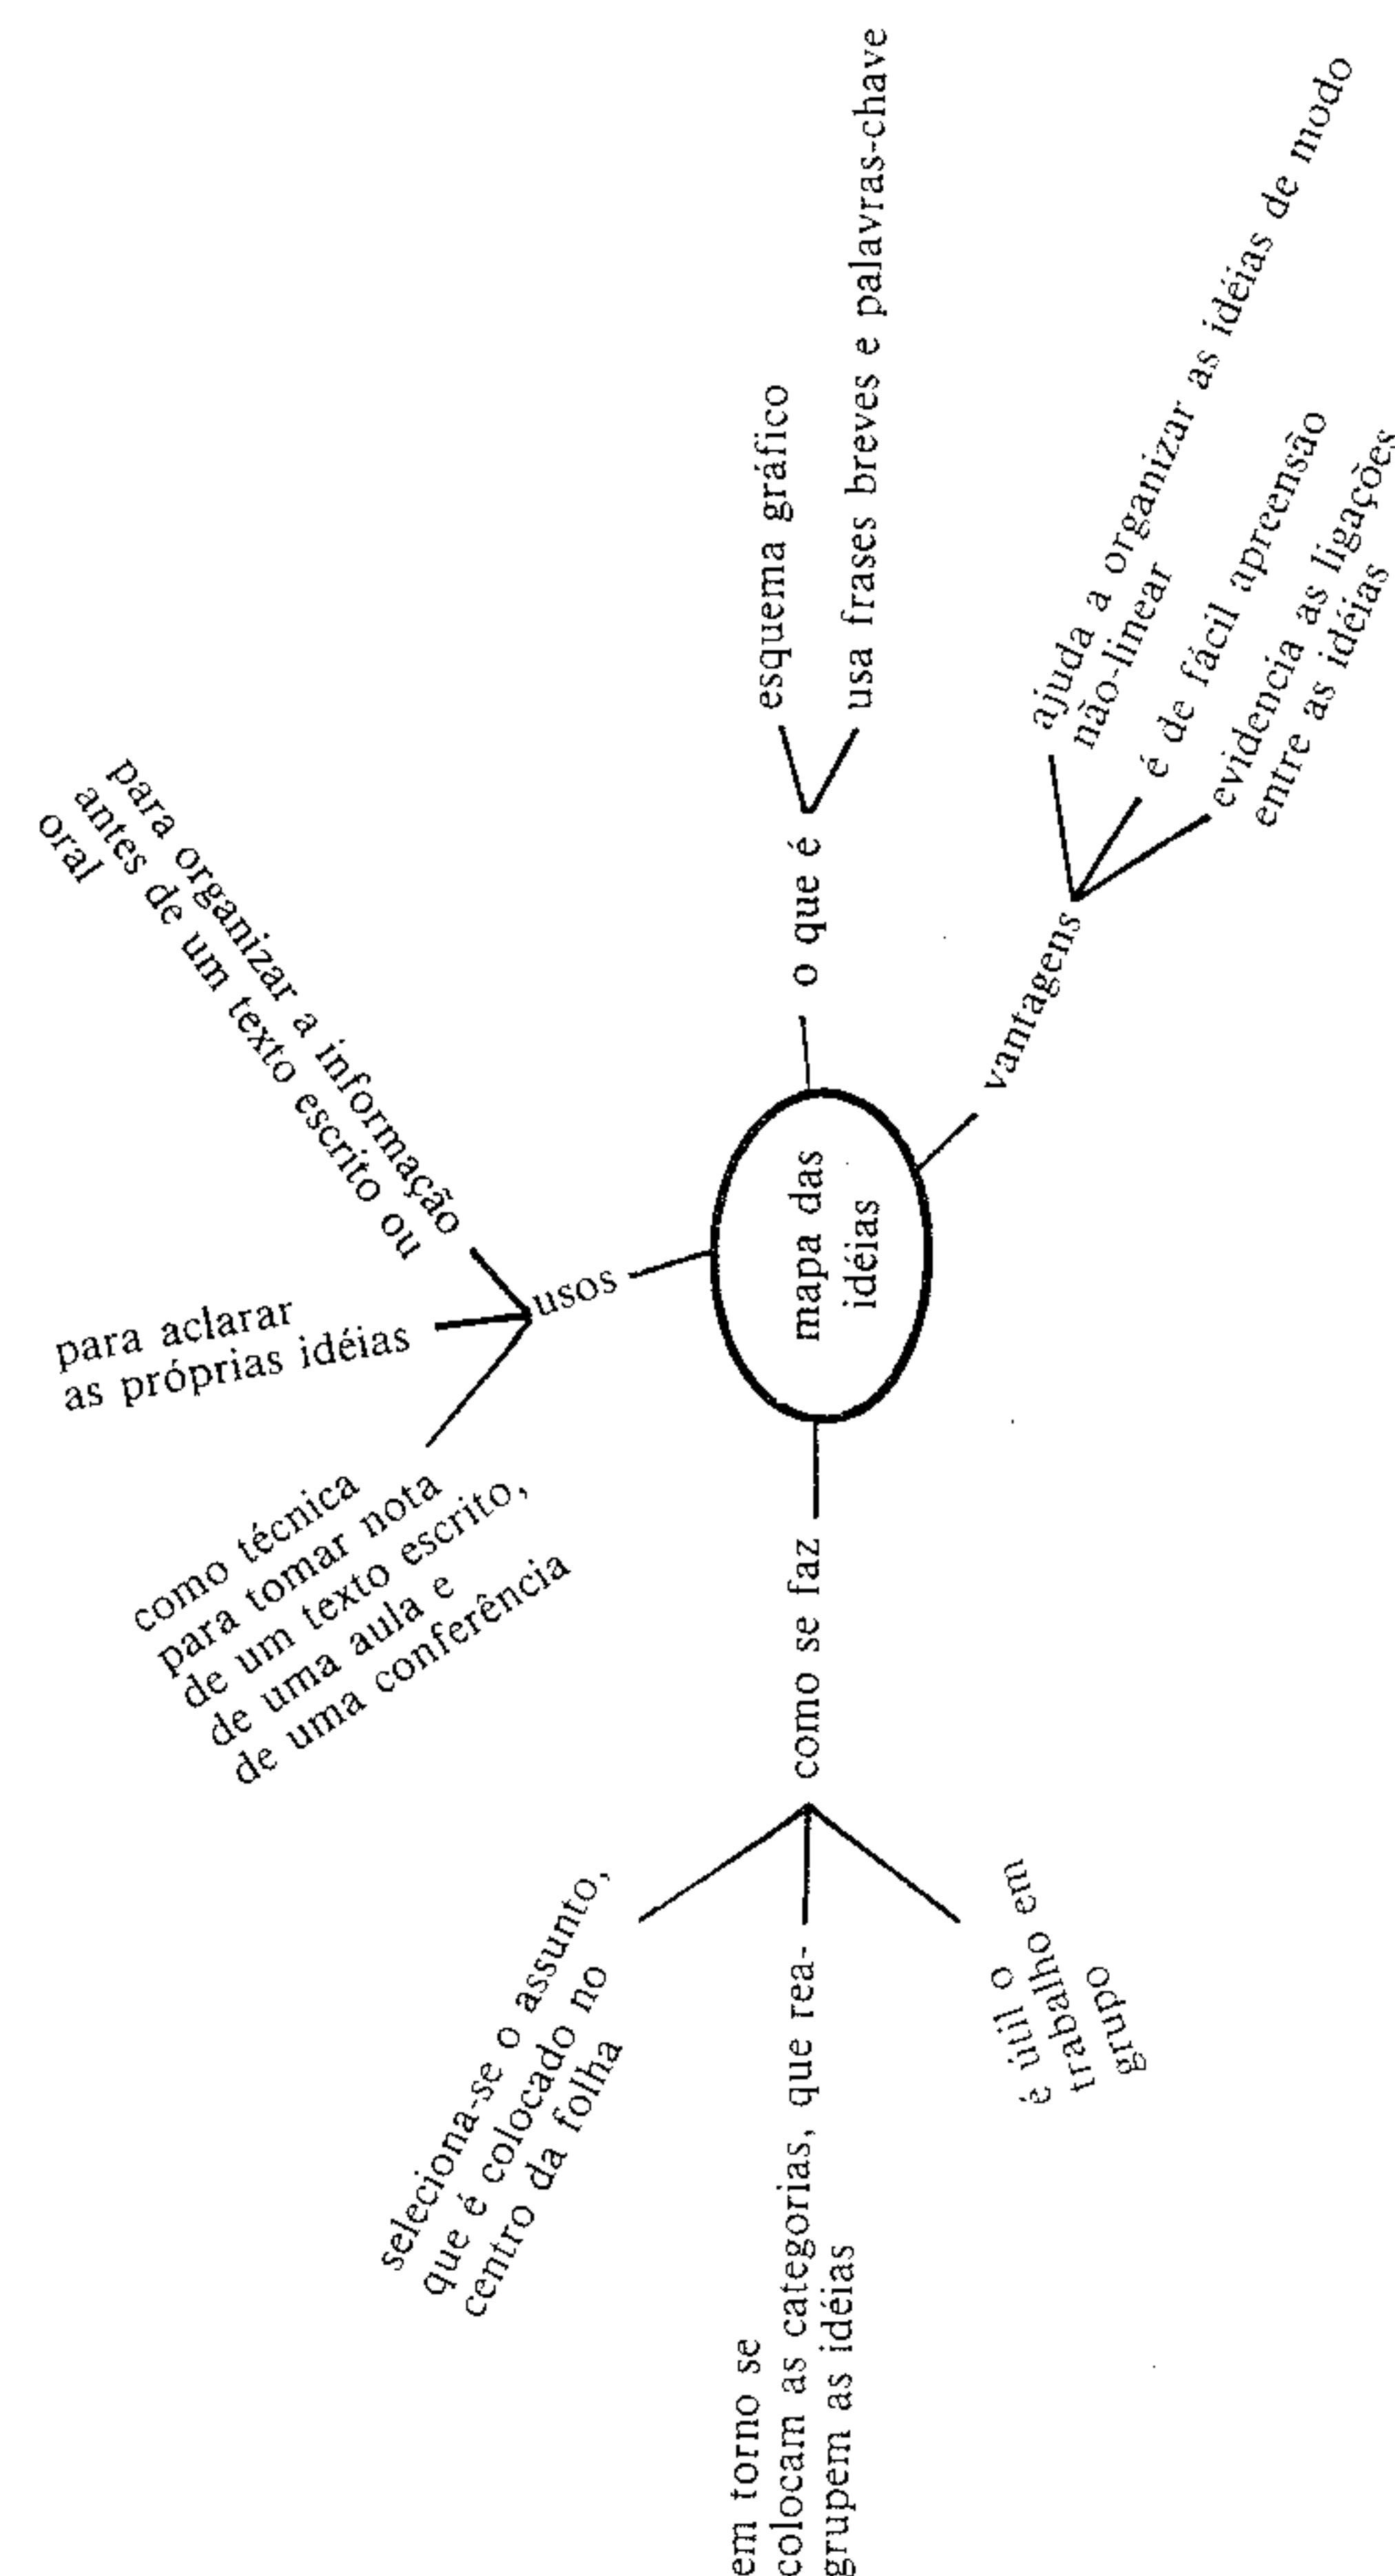 mapa das
idéias
usos
para organizar a informação
antes de um texto escrito ou
oral
para aclarar
as próprias idéias
como técnica
para tomar nota
de um texto escrito,
de uma aula e
de uma conferência
o que é
esquema gráfico
usa frases breves e palavras-chave
vantagens
ajuda a organizar as idéias de modo
não-linear
é de fácil apreensão
evidencia as ligações
entre as idéias
como se faz
seleciona-se o assunto,
que é colocado no
centro da folha
em torno se
colocam as categorias, que rea-
grupem as idéias
é útil o
trabalho em
grupo